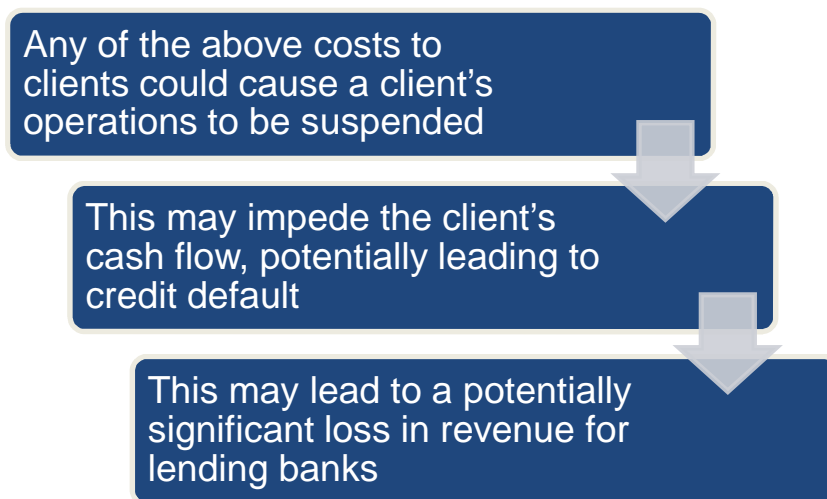 Any of the above costs to
clients could cause a client’s
operations to be suspended
This may impede the client’s
cash flow, potentially leading to
credit default
This may lead to a potentially
significant loss in revenue for
lending banks